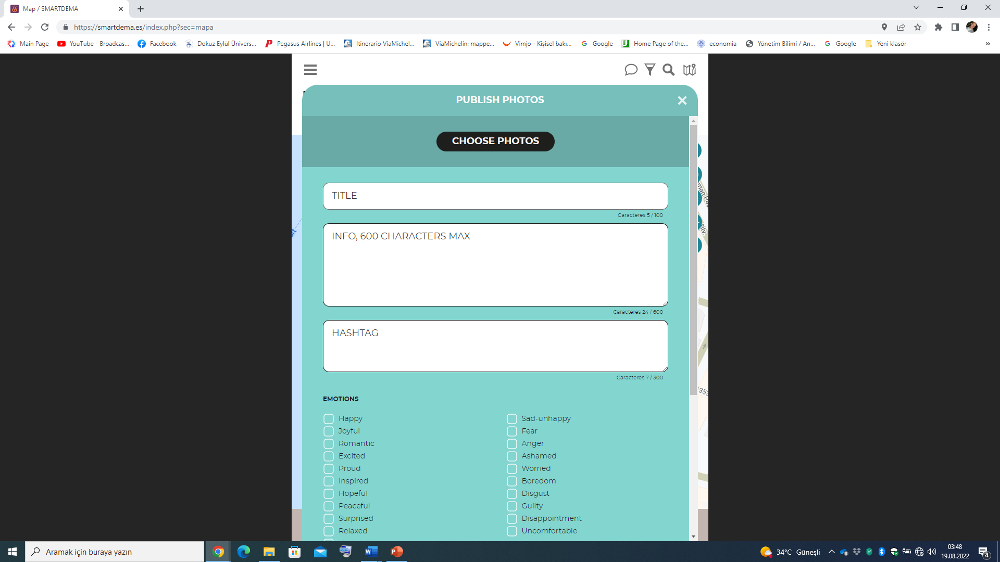 Map / SMARTDEMA
https://smartdema.es/index.php?sec=mapa
Main Page YouTube - Broadcas... Facebook Dokuz Eylül Ünivers... Pegasus Airlines | U... Itinerario ViaMichel... ViaMichelin: mappe... Vimjo - Kişisel bakı... Google Home Page of the... economia Yönetim Bilimi / An... Google Yeni klasör »
PUBLISH PHOTOS
CHOOSE PHOTOS
TITLE
Caracteres 5 / 100
INFO, 600 CHARACTERS MAX
Caracteres 24 / 600
HASHTAG
Caracteres 7 / 300
EMOTIONS
Happy
Joyful
Romantic
Excited
Proud
Inspired
Hopeful
Peaceful
Surprised
Relaxed
Sad-unhappy
Fear
Anger
Ashamed
Worried
Boredom
Disgust
Guilty
Disappointment
Uncomfortable
Blv.
Aramak için buraya yazın
34°C Güneşli
03:48
19.08.2022
4